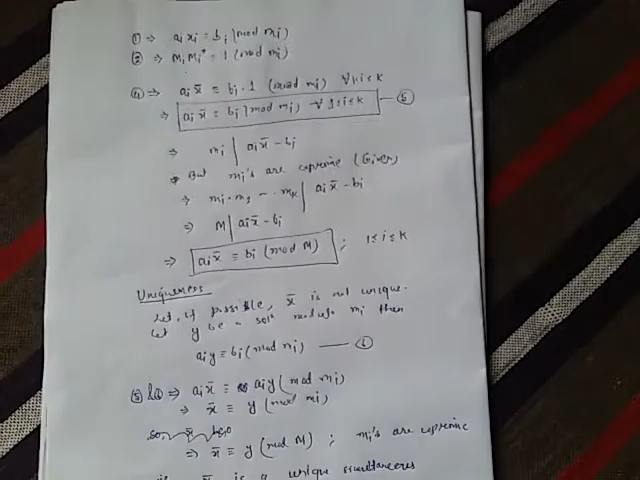 ① ⇒ aᵢxᵢ ≡ bᵢ (mod mᵢ)
② ⇒ MᵢMᵢ* ≡ 1 (mod mᵢ)
④ ⇒ aᵢx̄ ≡ bᵢ·1 (mod mᵢ) ∀ 1≤i≤k
⇒ aᵢx̄ ≡ bᵢ (mod mᵢ) ∀ 1≤i≤k — ⑤
⇒ mᵢ | aᵢx̄ - bᵢ
But mᵢ's are coprime (Given)
⇒ m₁·m₂ -- · mₖ | aᵢx̄ - bᵢ
⇒ M | aᵢx̄ - bᵢ
⇒ aᵢx̄ ≡ bᵢ (mod M) ; 1≤i≤k
Uniqueness
Let, if possible, x̄ is not unique.
Let y be a solⁿ modulo mᵢ then
aᵢy ≡ bᵢ (mod mᵢ) — ⑥
⑤ & ⑥ ⇒ aᵢx̄ ≡ aᵢy (mod mᵢ)
⇒ x̄ ≡ y (mod mᵢ)
⇒ x̄ ≡ y (mod M) ; mᵢ's are coprime
x̄ is a unique simultaneous